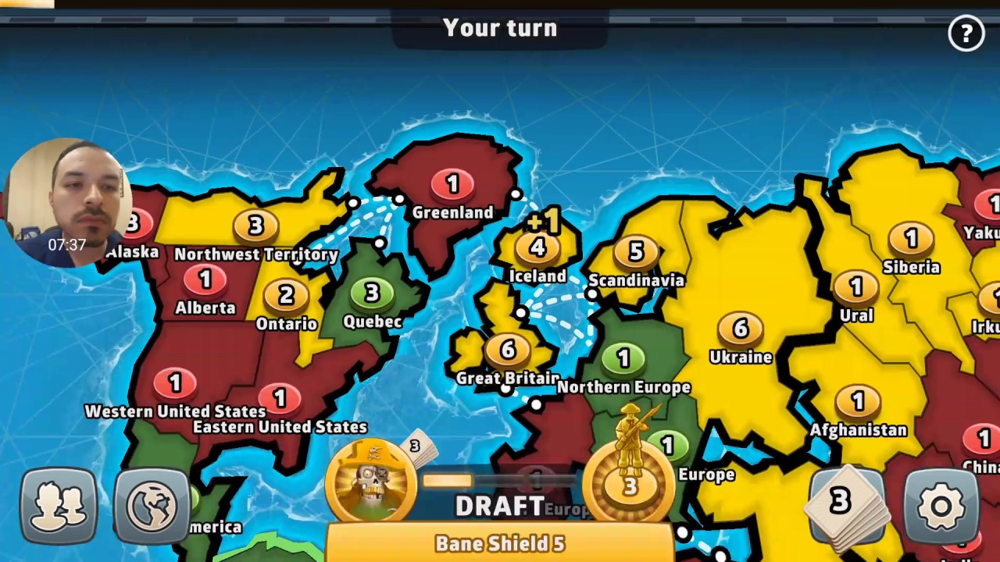 Your turn
?
1
Greenland
+1
4
Iceland
3
Alaska
3
Northwest Territory
5
Scandinavia
1
Siberia
1
Yaku
07:37
1
Alberta
2
Ontario
3
Quebec
1
Ural
Irku
6
Great Britain
1
Northern Europe
6
Ukraine
1
Western United States
1
Eastern United States
1
Afghanistan
1
China
3
1
Europe
3
DRAFT
Europ
1
merica
3
Bane Shield 5